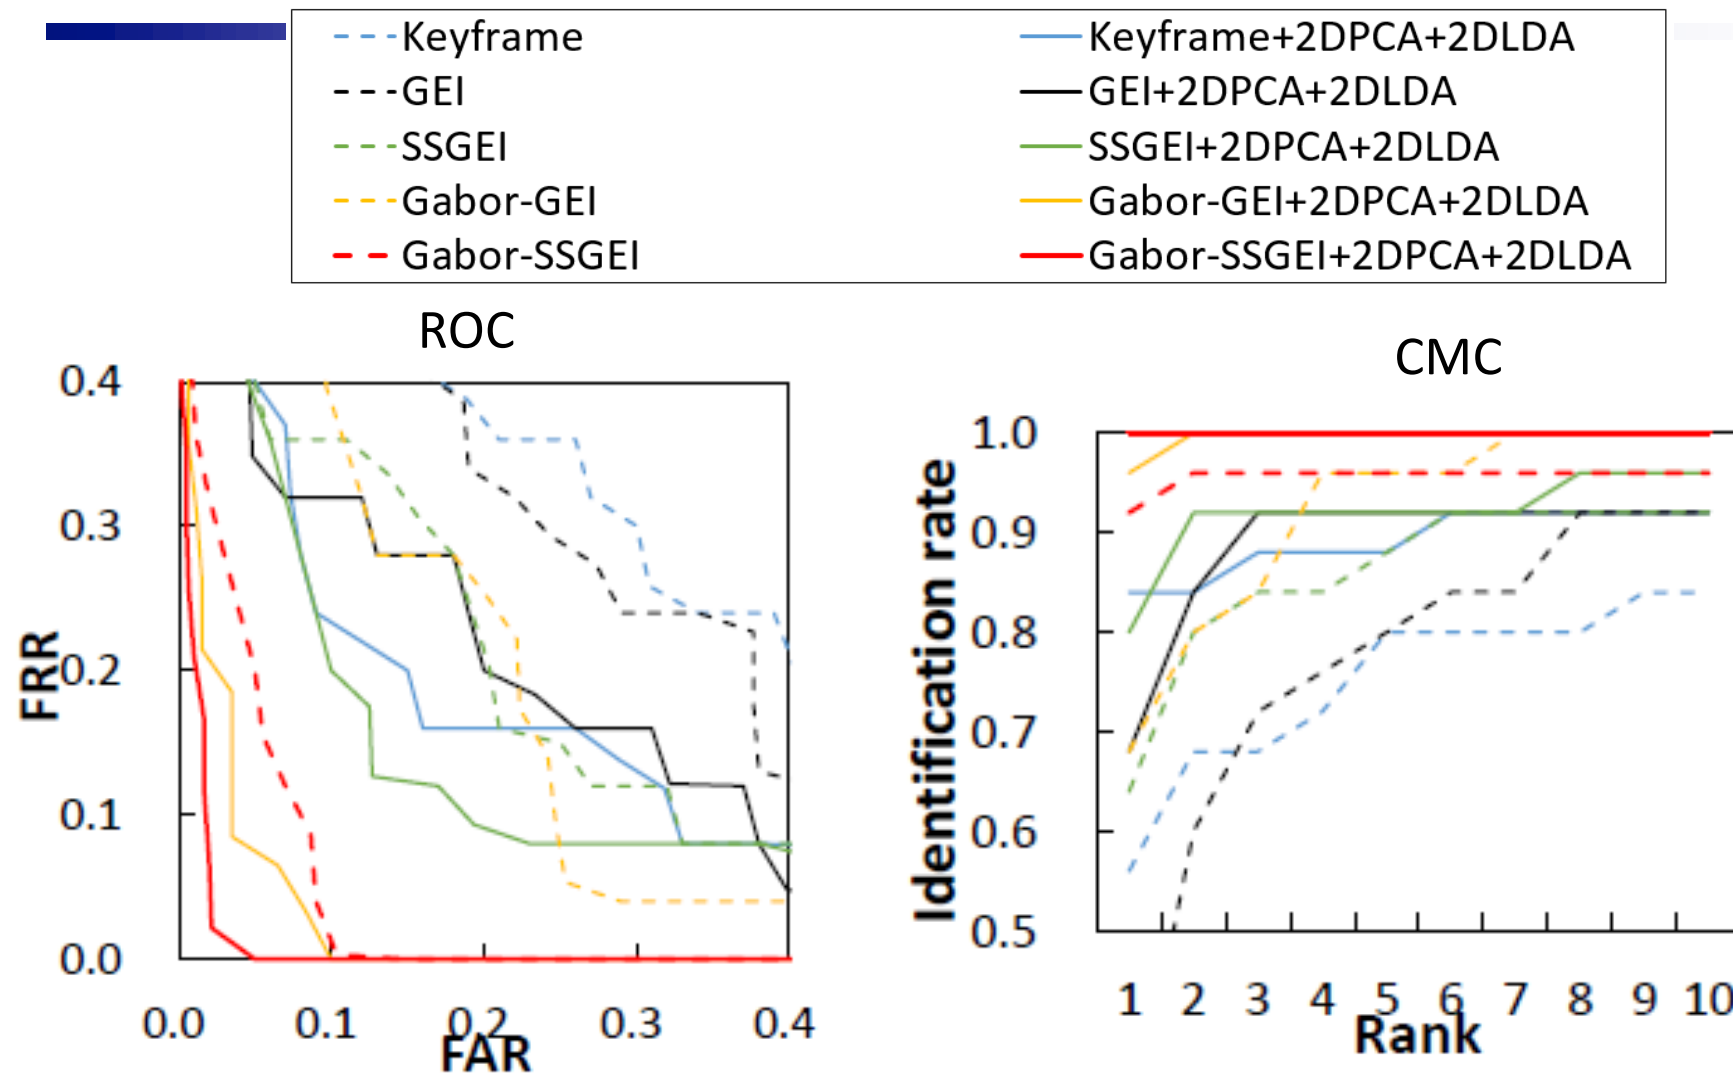 Keyframe
Keyframe+2DPCA+2DLDA
GEI
GEI+2DPCA+2DLDA
SSGEI
SSGEI+2DPCA+2DLDA
Gabor-GEI
Gabor-GEI+2DPCA+2DLDA
Gabor-SSGEI
Gabor-SSGEI+2DPCA+2DLDA
ROC
0.4
0.3
0.2
0.1
0.0
FRR
0.0 0.1 0.2 0.3 0.4
FAR
CMC
1.0
0.9
0.8
0.7
0.6
0.5
Identification rate
1 2 3 4 5 6 7 8 9 10
Rank